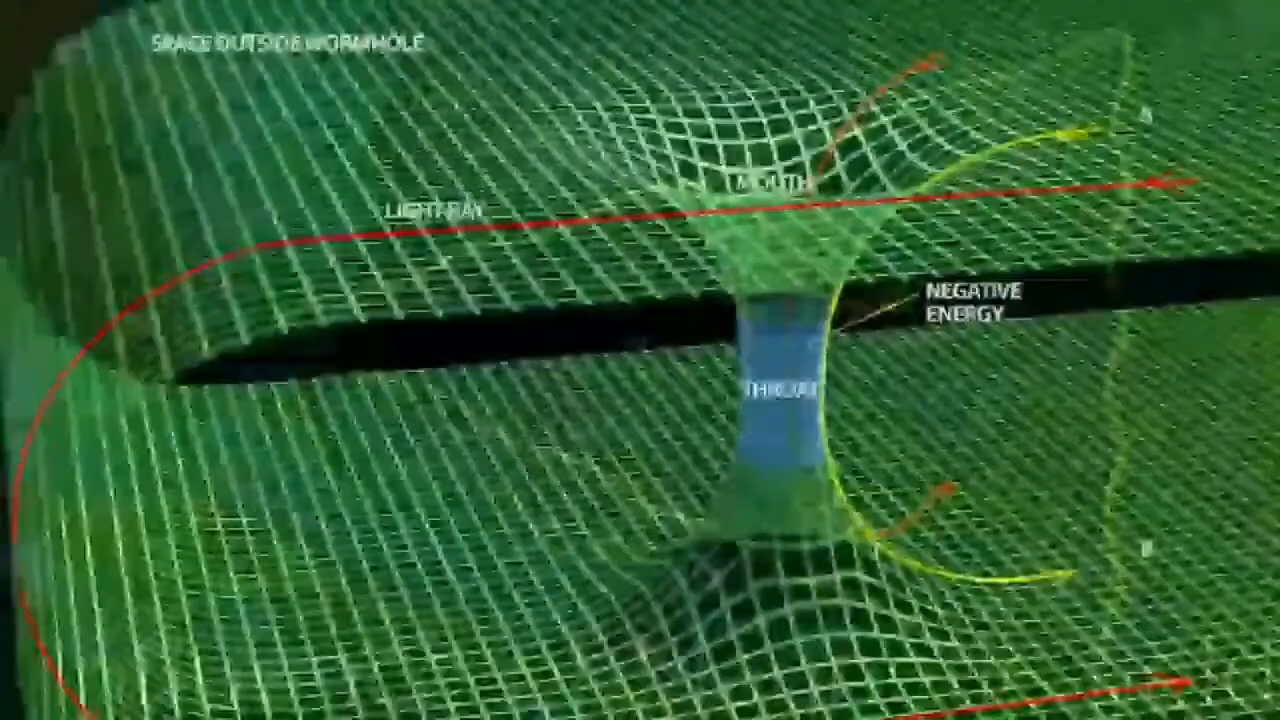 SPACE OUTSIDE WORMHOLE
MOUTH
LIGHT RAY
NEGATIVE
ENERGY
THROAT